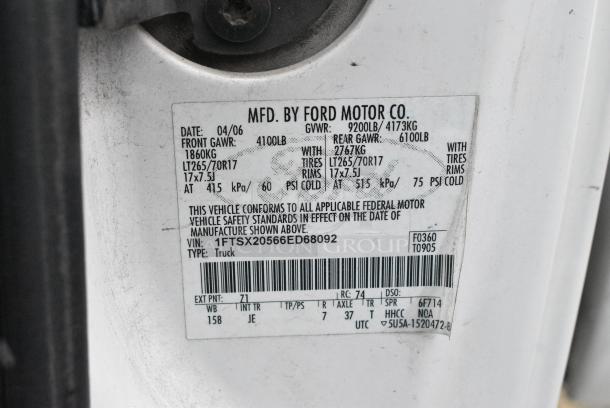 MFD. BY FORD MOTOR CO.
DATE: 04/06 GVWR: 9200LB/ 4173KG
FRONT GAWR: 4100LB REAR GAWR: 6100LB
1860KG WITH 2767KG WITH
LT265/70R17 TIRES LT265/70R17 TIRES
17x7.5J RIMS 17x7.5J RIMS
AT 415 kPa/ 60 PSI COLD AT 515 kPa/ 75 PSI COLD
THIS VEHICLE CONFORMS TO ALL APPLICABLE FEDERAL MOTOR
VEHICLE SAFETY STANDARDS IN EFFECT ON THE DATE OF
MANUFACTURE SHOWN ABOVE.
VIN: 1FTSX20566ED68092 F0360
TYPE: Truck T0905
EXT PNT: Z1 RC: 74 DSO:
WB INT TR TP/PS R AXLE TR SPR 6F714
158 JE 7 37 T HHCC NOA
UTC ▽5U5A-1520472-